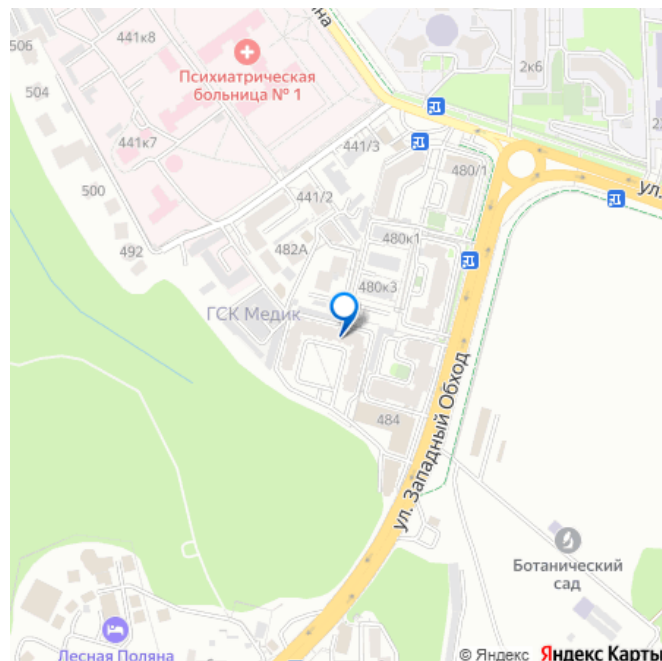 506
441к8
на
Психиатрическая
больница № 1
2к6
504
441к7
441/3
480/1
500
441/2
ул.
492
482А
480к1
480к3
ГСК Медик
484
ул. Западный Обход
Ботанический
сад
Лесная Поляна
© Яндекс Яндекс Карты